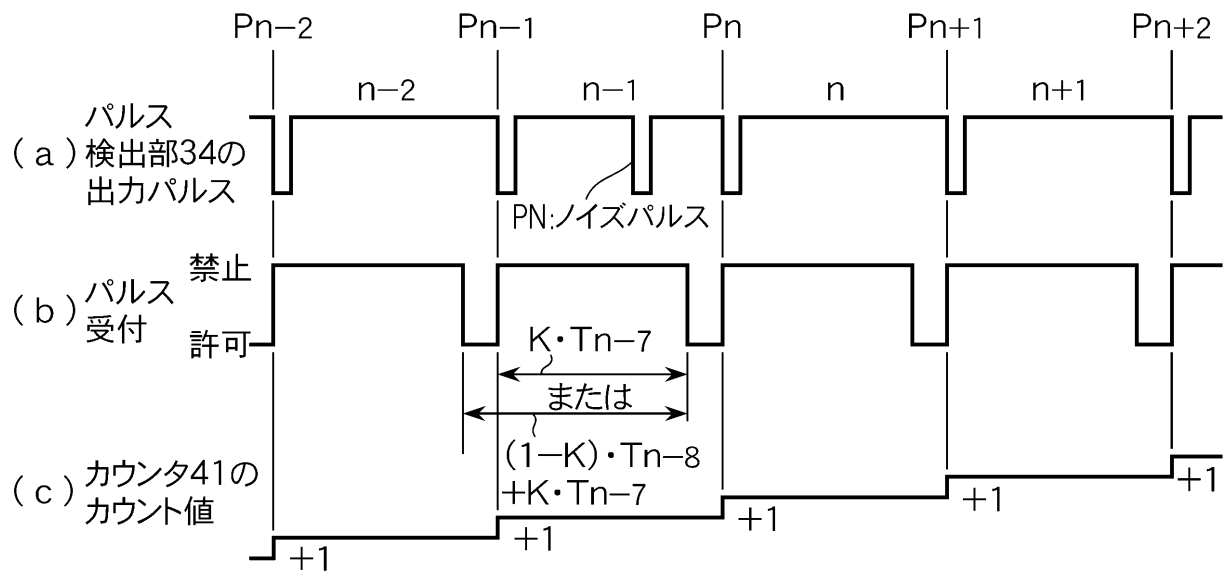 Pn−2 Pn−1 Pn Pn+1 Pn+2
n−2 n−1 n n+1
(a) パルス
検出部34の
出力パルス
PN:ノイズパルス
(b) パルス
受付
禁止
許可
K・Tn−7
または
(1−K)・Tn−8
+K・Tn−7
(c) カウンタ41の
カウント値
+1 +1 +1 +1 +1